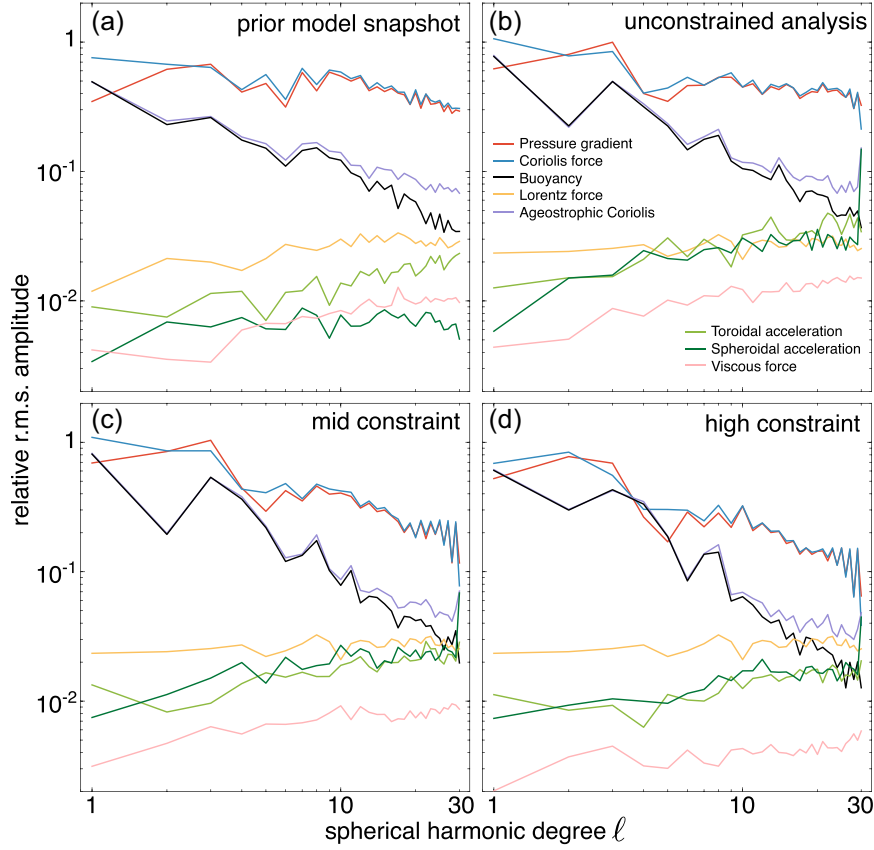 (a) prior model snapshot
(b) unconstrained analysis
1
10⁻¹
10⁻²
Pressure gradient
Coriolis force
Buoyancy
Lorentz force
Ageostrophic Coriolis
Toroidal acceleration
Spheroidal acceleration
Viscous force
relative r.m.s. amplitude
(c) mid constraint
(d) high constraint
1
10⁻¹
10⁻²
1 10 30
1 10 30
spherical harmonic degree ℓ